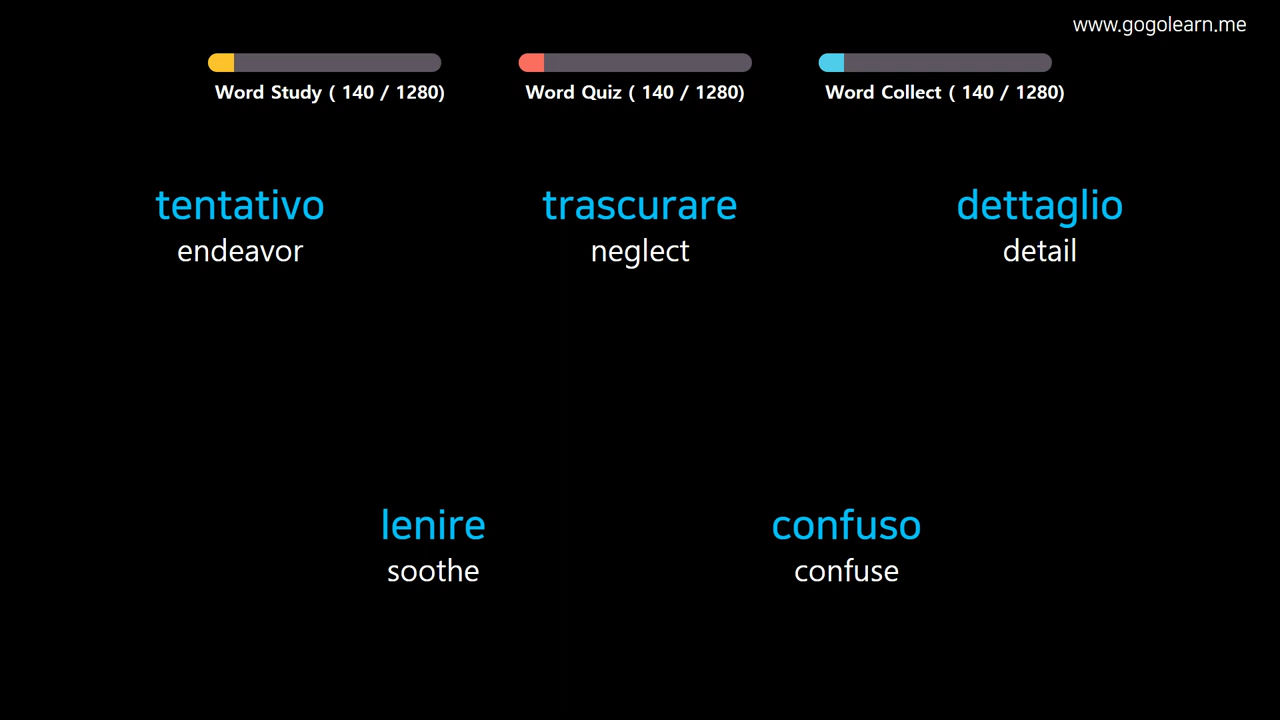 www.gogolearn.me
Word Study ( 140 / 1280)
Word Quiz ( 140 / 1280)
Word Collect ( 140 / 1280)
tentativo
endeavor
trascurare
neglect
dettaglio
detail
lenire
soothe
confuso
confuse